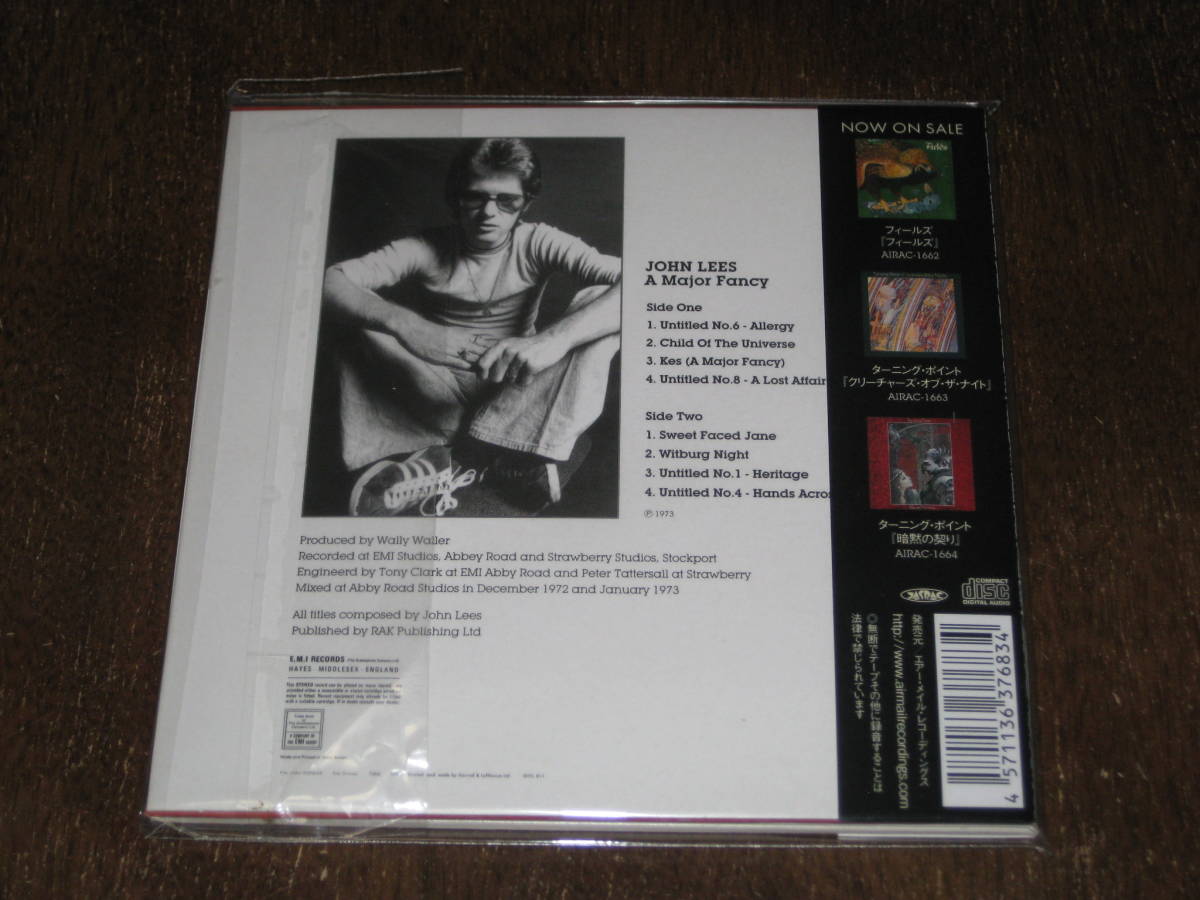 JOHN LEES
A Major Fancy
Side One
1. Untitled No.6 - Allergy
2. Child Of The Universe
3. Kes (A Major Fancy)
4. Untitled No.8 - A Lost Affair
Side Two
1. Sweet Faced Jane
2. Witburg Night
3. Untitled No.1 - Heritage
4. Untitled No.4 - Hands Acros
℗ 1973
Produced by Wally Waller
Recorded at EMI Studios, Abbey Road and Strawberry Studios, Stockport
Engineerd by Tony Clark at EMI Abby Road and Peter Tattersall at Strawberry
Mixed at Abby Road Studios in December 1972 and January 1973
All titles composed by John Lees
Published by RAK Publishing Ltd
E.M.I RECORDS
HAYES · MIDDLESEX · ENGLAND
NOW ON SALE
Fields
フィールズ
『フィールズ』
AIRAC-1662
ターニング・ポイント
『クリーチャーズ・オブ・ザ・ナイト』
AIRAC-1663
ターニング・ポイント
『暗黙の契り』
AIRAC-1664
AIRAC
COMPACT
disc
DIGITAL AUDIO
発売元 エアー・メイル・レコーディングス
http://www.airmailrecordings.com
◎無断でテープその他に録音することは
法律で禁じられています
4 571136 376834